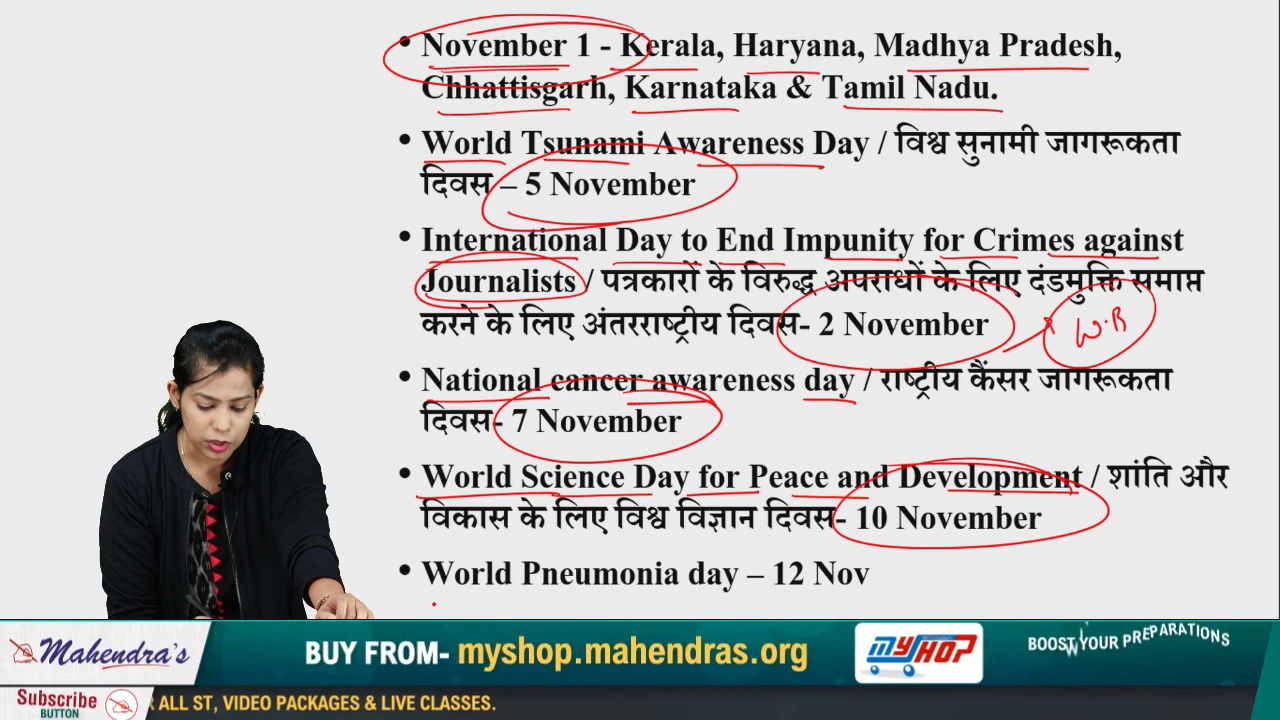 • November 1 - Kerala, Haryana, Madhya Pradesh,
Chhattisgarh, Karnataka & Tamil Nadu.
• World Tsunami Awareness Day / विश्व सुनामी जागरूकता
दिवस – 5 November
• International Day to End Impunity for Crimes against
Journalists / पत्रकारों के विरुद्ध अपराधों के लिए दंडमुक्ति समाप्त
करने के लिए अंतरराष्ट्रीय दिवस- 2 November
W.B
• National cancer awareness day / राष्ट्रीय कैंसर जागरूकता
दिवस- 7 November
• World Science Day for Peace and Development / शांति और
विकास के लिए विश्व विज्ञान दिवस- 10 November
• World Pneumonia day – 12 Nov
Mahendra's
BUY FROM- myshop.mahendras.org
myshop
BOOST YOUR PREPARATIONS
Subscribe
BUTTON
R ALL ST, VIDEO PACKAGES & LIVE CLASSES.